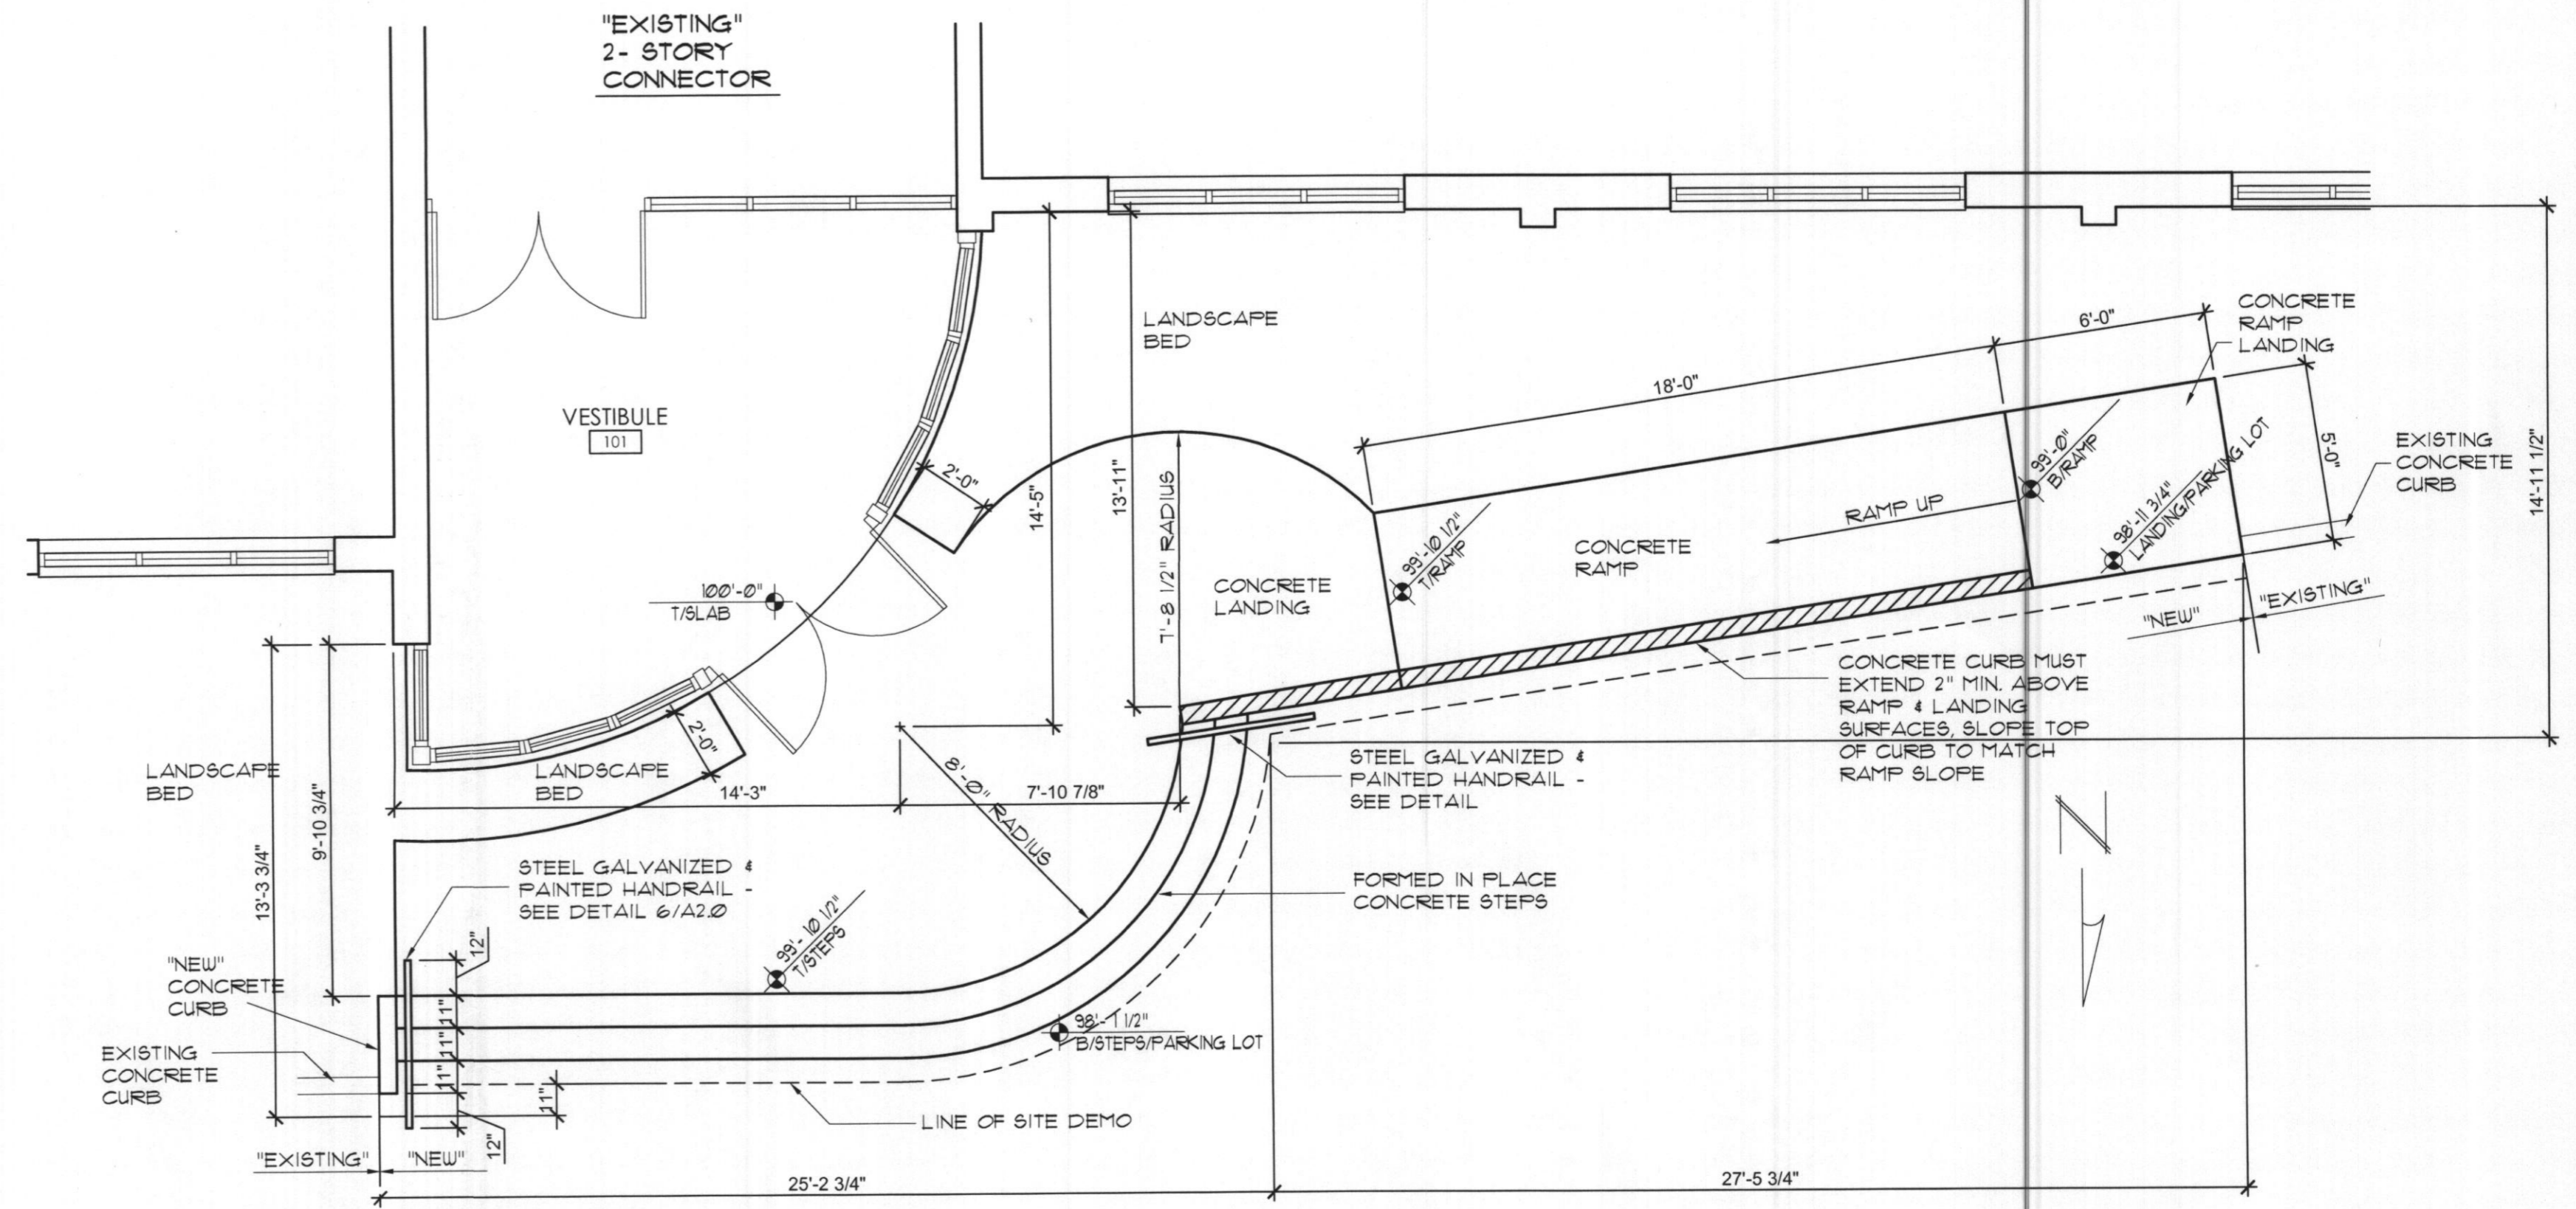 "EXISTING"
2- STORY
CONNECTOR
VESTIBULE
101
100'-0"
T/SLAB
2'-0"
2'-0"
LANDSCAPE
BED
14'-5"
13'-11"
7'-8 1/2" RADIUS
CONCRETE
LANDING
99'-10 1/2"
T/RAMP
CONCRETE
RAMP
RAMP UP
18'-0"
6'-0"
CONCRETE
RAMP
LANDING
99'-0"
B/RAMP
98'-11 3/4"
LANDING/PARKING LOT
5'-0"
EXISTING
CONCRETE
CURB
14'-11 1/2"
"EXISTING"
"NEW"
CONCRETE CURB MUST
EXTEND 2" MIN. ABOVE
RAMP & LANDING
SURFACES, SLOPE TOP
OF CURB TO MATCH
RAMP SLOPE
STEEL GALVANIZED &
PAINTED HANDRAIL -
SEE DETAIL
LANDSCAPE
BED
LANDSCAPE
BED
14'-3"
7'-10 7/8"
8'-0" RADIUS
9'-10 3/4"
13'-3 3/4"
STEEL GALVANIZED &
PAINTED HANDRAIL -
SEE DETAIL 6/A2.0
FORMED IN PLACE
CONCRETE STEPS
99'-10 1/2"
T/STEPS
"NEW"
CONCRETE
CURB
12"
11"
11"
11"
11"
12"
EXISTING
CONCRETE
CURB
98'-1 1/2"
B/STEPS/PARKING LOT
LINE OF SITE DEMO
"EXISTING"
"NEW"
25'-2 3/4"
27'-5 3/4"
N